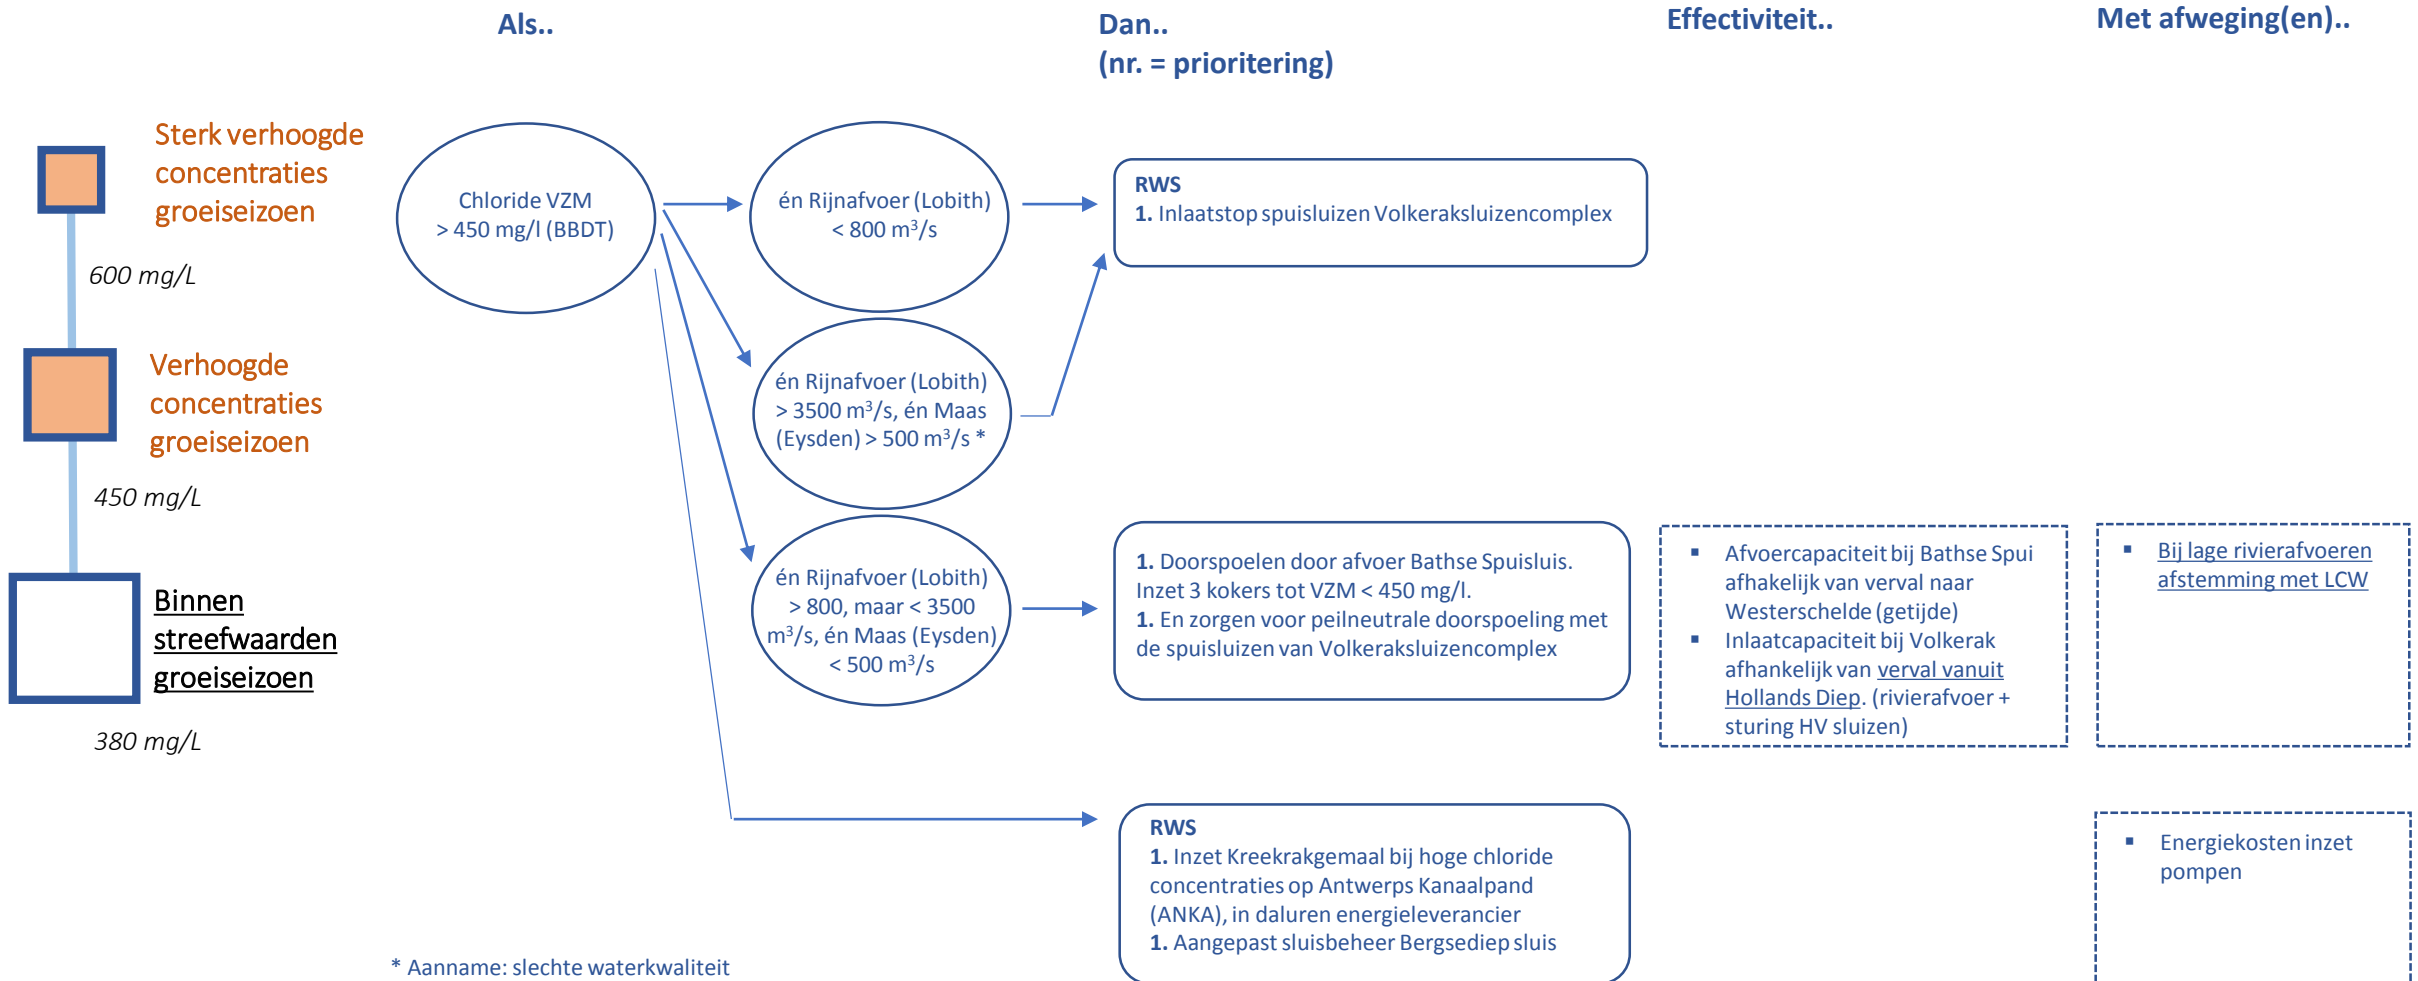 Als..
Dan..
(nr. = prioritering)
Effectiviteit..
Met afweging(en)..
Sterk verhoogde
concentraties
groeiseizoen
600 mg/L
Verhoogde
concentraties
groeiseizoen
450 mg/L
Binnen
streefwaarden
groeiseizoen
380 mg/L
Chloride VZM
> 450 mg/l (BBDT)
én Rijnafvoer (Lobith)
< 800 m³/s
én Rijnafvoer (Lobith)
> 3500 m³/s, én Maas
(Eysden) > 500 m³/s *
én Rijnafvoer (Lobith)
> 800, maar < 3500
m³/s, én Maas (Eysden)
< 500 m³/s
RWS
1. Inlaatstop spuisluizen Volkeraksluizencomplex
1. Doorspoelen door afvoer Bathse Spuisluis.
Inzet 3 kokers tot VZM < 450 mg/l.
1. En zorgen voor peilneutrale doorspoeling met
de spuisluizen van Volkeraksluizencomplex
▪ Afvoercapaciteit bij Bathse Spui
afhakelijk van verval naar
Westerschelde (getijde)
▪ Inlaatcapaciteit bij Volkerak
afhankelijk van verval vanuit
Hollands Diep. (rivierafvoer +
sturing HV sluizen)
▪ Bij lage rivierafvoeren
afstemming met LCW
RWS
1. Inzet Kreekrakgemaal bij hoge chloride
concentraties op Antwerps Kanaalpand
(ANKA), in daluren energieleverancier
1. Aangepast sluisbeheer Bergsediep sluis
▪ Energiekosten inzet
pompen
* Aanname: slechte waterkwaliteit